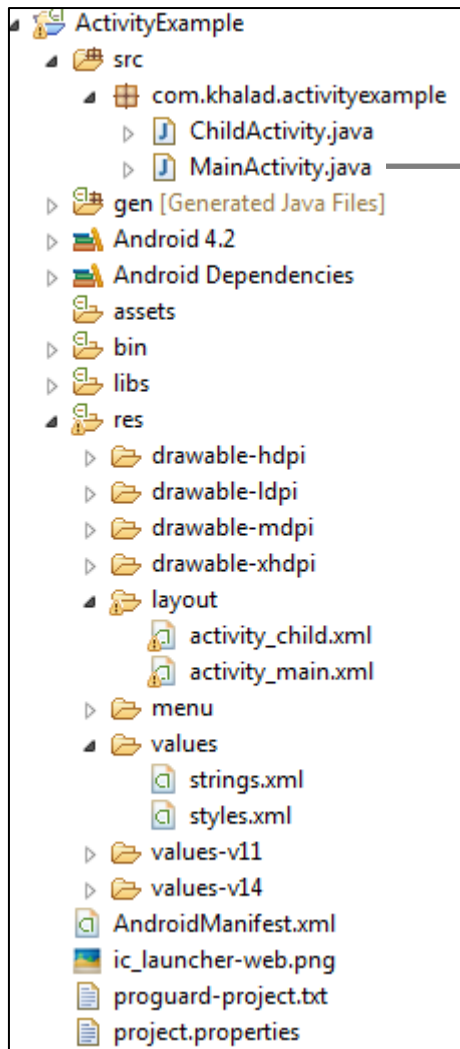 ActivityExample
src
com.khalad.activityexample
ChildActivity.java
MainActivity.java
gen [Generated Java Files]
Android 4.2
Android Dependencies
assets
bin
libs
res
drawable-hdpi
drawable-ldpi
drawable-mdpi
drawable-xhdpi
layout
activity_child.xml
activity_main.xml
menu
values
strings.xml
styles.xml
values-v11
values-v14
AndroidManifest.xml
ic_launcher-web.png
proguard-project.txt
project.properties